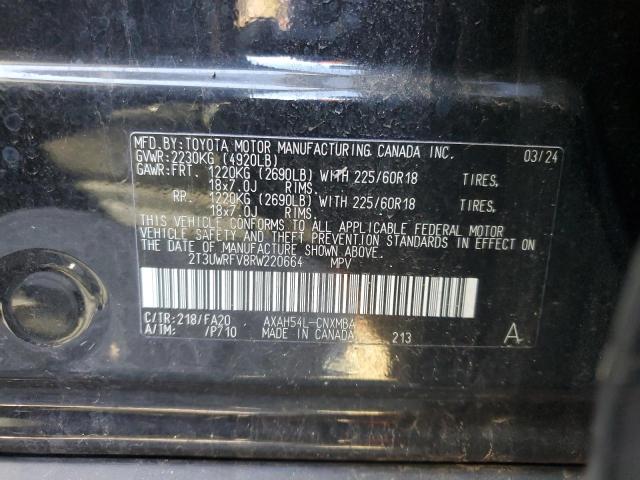 MFD.BY:TOYOTA MOTOR MANUFACTURING CANADA INC. 03/24
GVWR:2230KG (4920LB)
GAWR:FRT. 1220KG (2690LB) WITH 225/60R18 TIRES,
18x7.0J RIMS.
RR. 1220KG (2690LB) WITH 225/60R18 TIRES,
18x7.0J RIMS.
THIS VEHICLE CONFORMS TO ALL APPLICABLE FEDERAL MOTOR
VEHICLE SAFETY AND THEFT PREVENTION STANDARDS IN EFFECT ON
THE DATE OF MANUFACTURE SHOWN ABOVE.
2T3UWRFV8RW220664 MPV
C/TR:218/FA20 AXAH54L-CNXMBA
A/TM: /P710 MADE IN CANADA 213 A